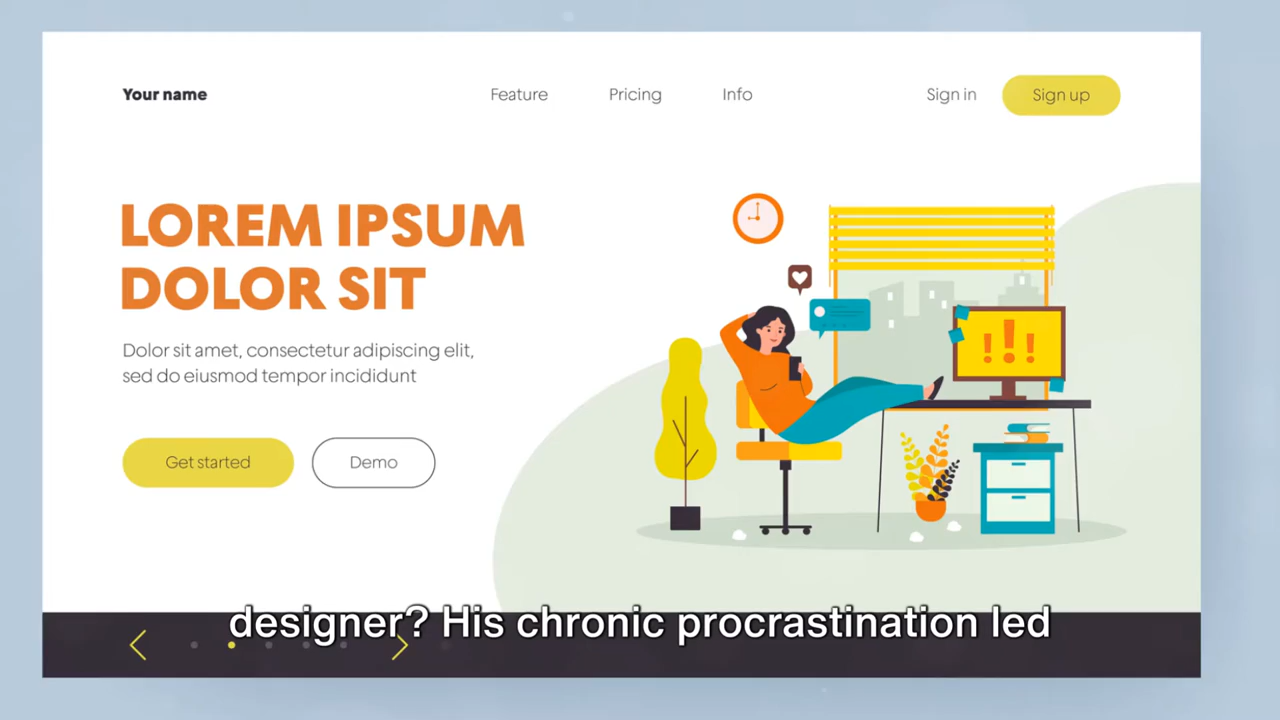 Your name
Feature
Pricing
Info
Sign in
Sign up
LOREM IPSUM
DOLOR SIT
Dolor sit amet, consectetur adipiscing elit,
sed do eiusmod tempor incididunt
Get started
Demo
!!!
designer? His chronic procrastination led